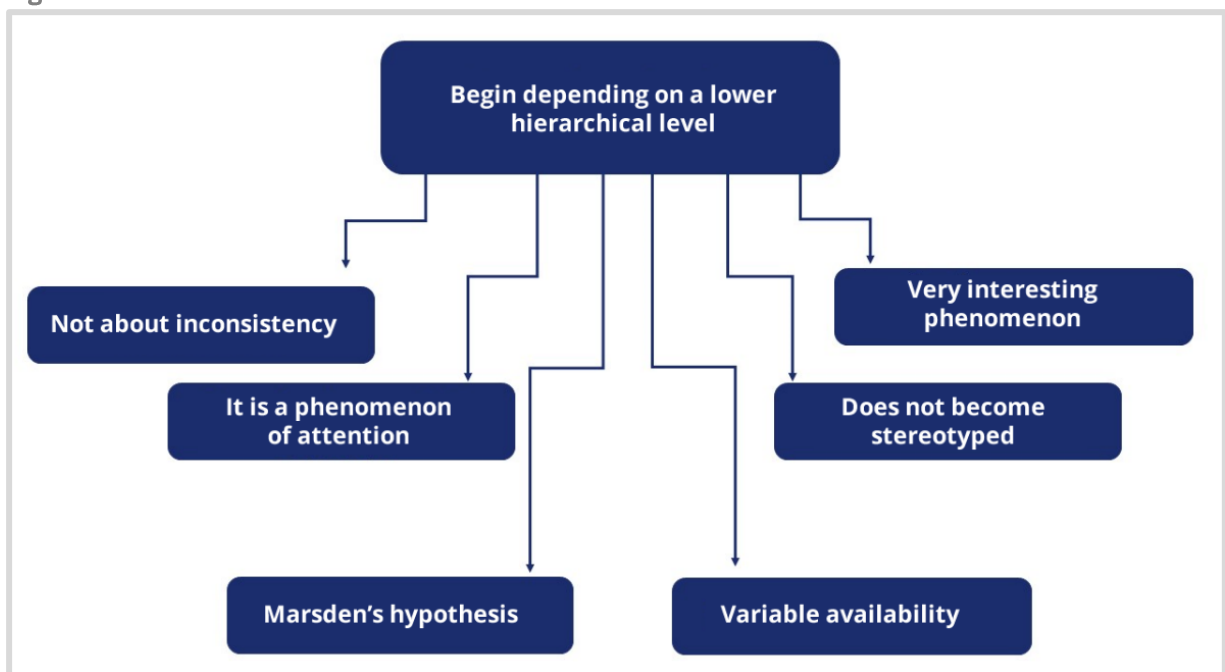 Begin depending on a lower
hierarchical level
Not about inconsistency
Very interesting
phenomenon
It is a phenomenon
of attention
Does not become
stereotyped
Marsden's hypothesis
Variable availability